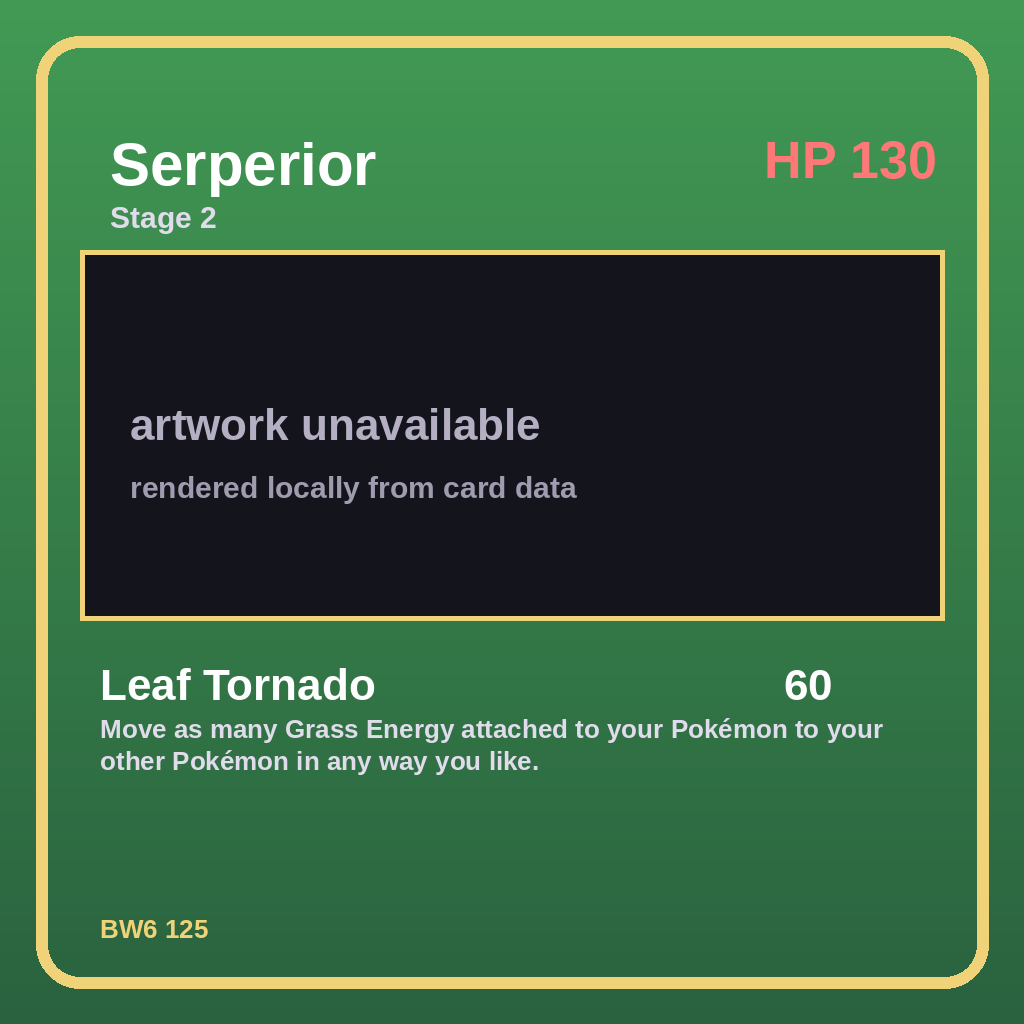 Serperior
HP 130
Stage 2
artwork unavailable
rendered locally from card data
Leaf Tornado
60
Move as many Grass Energy attached to your Pokémon to your
other Pokémon in any way you like.
BW6 125